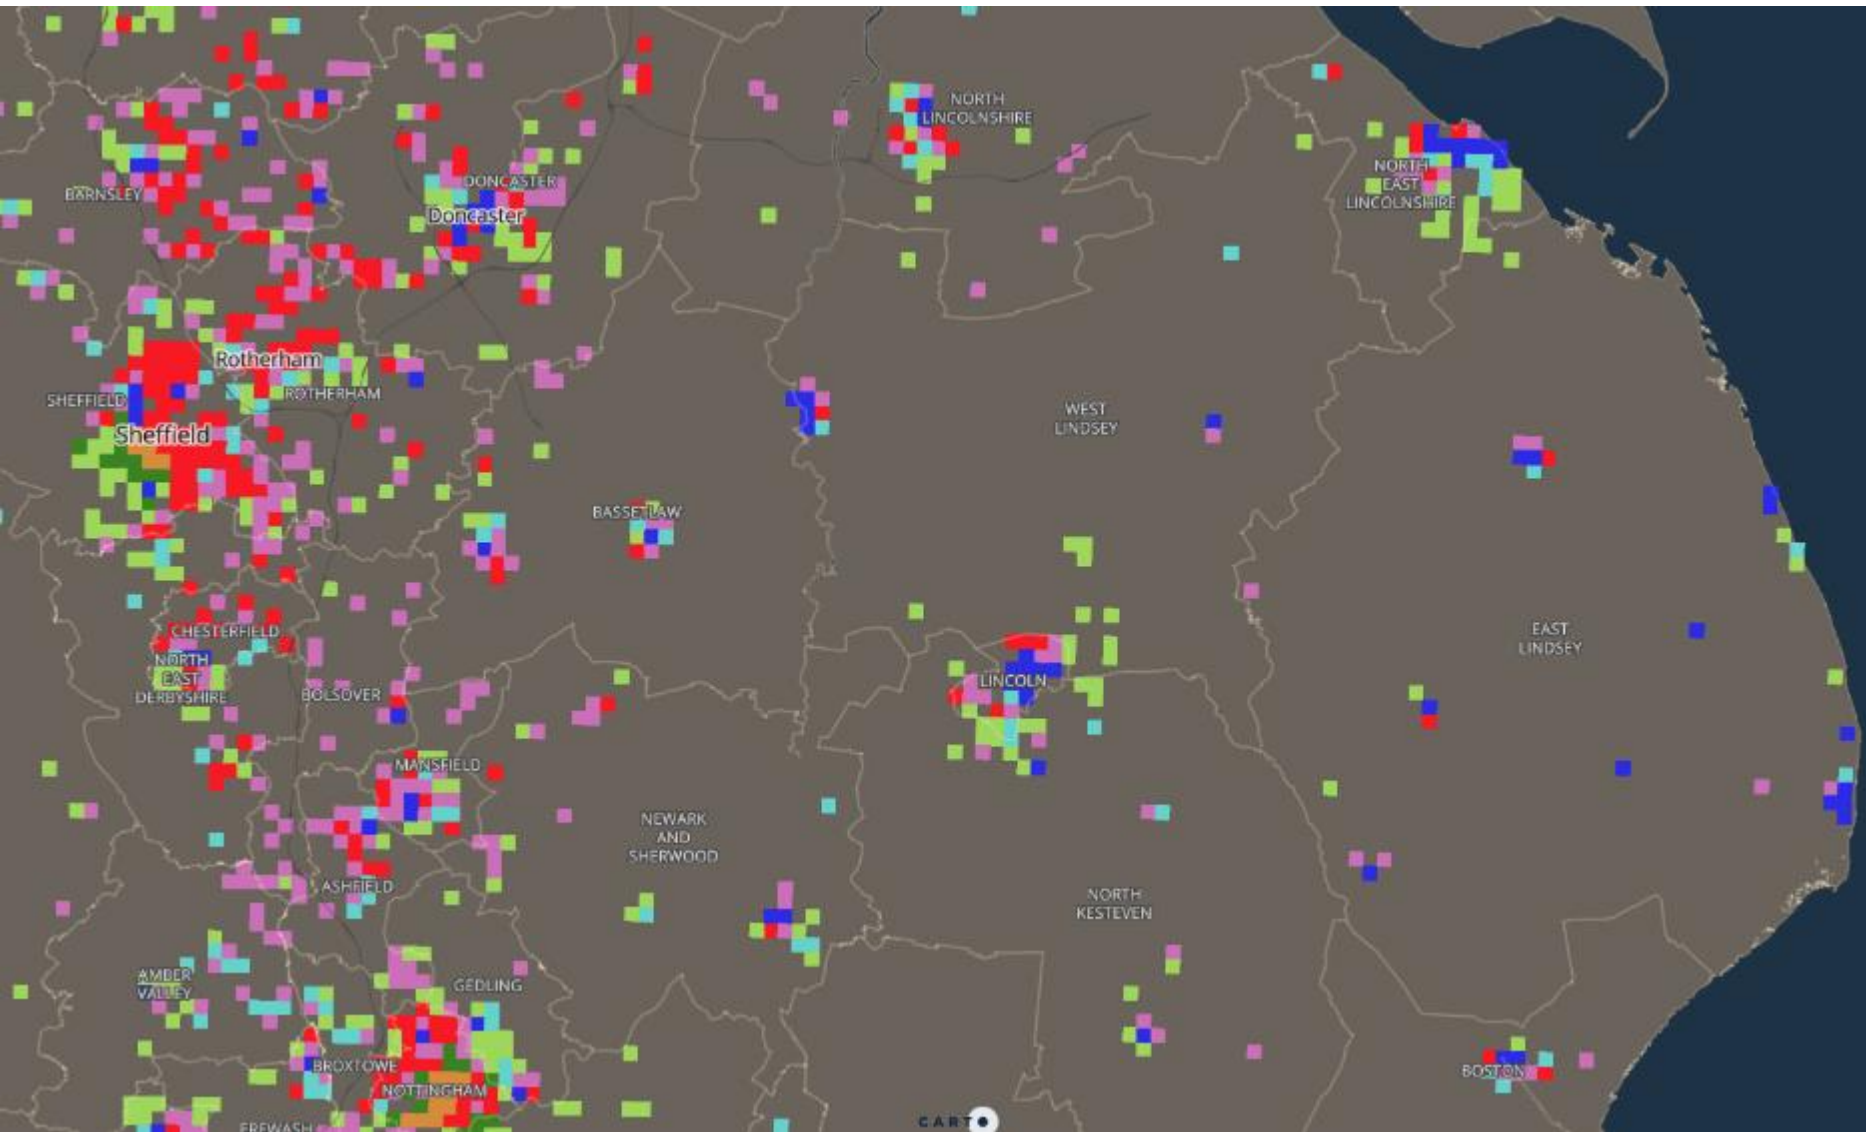 NORTH
LINCOLNSHIRE
NORTH
EAST
LINCOLNSHIRE
BARNSLEY
DONCASTER
Doncaster
Rotherham
ROTHERHAM
SHEFFIELD
Sheffield
WEST
LINDSEY
BASSETLAW
CHESTERFIELD
NORTH
EAST
DERBYSHIRE
BOLSOVER
LINCOLN
EAST
LINDSEY
MANSFIELD
NEWARK
AND
SHERWOOD
ASHFIELD
NORTH
KESTEVEN
AMBER
VALLEY
GEDLING
BROXTOWE
NOTTINGHAM
BOSTON
EREWASH
CARTO